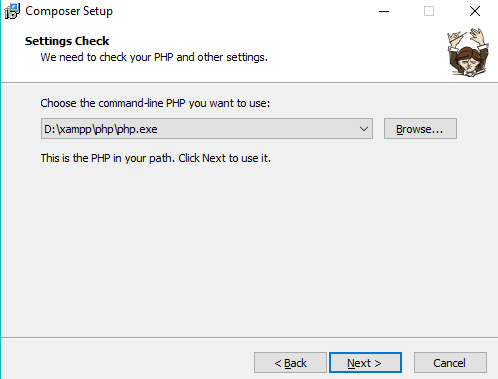 Composer Setup
Settings Check
We need to check your PHP and other settings.
Choose the command-line PHP you want to use:
D:\xampp\php\php.exe
Browse...
This is the PHP in your path. Click Next to use it.
< Back
Next >
Cancel